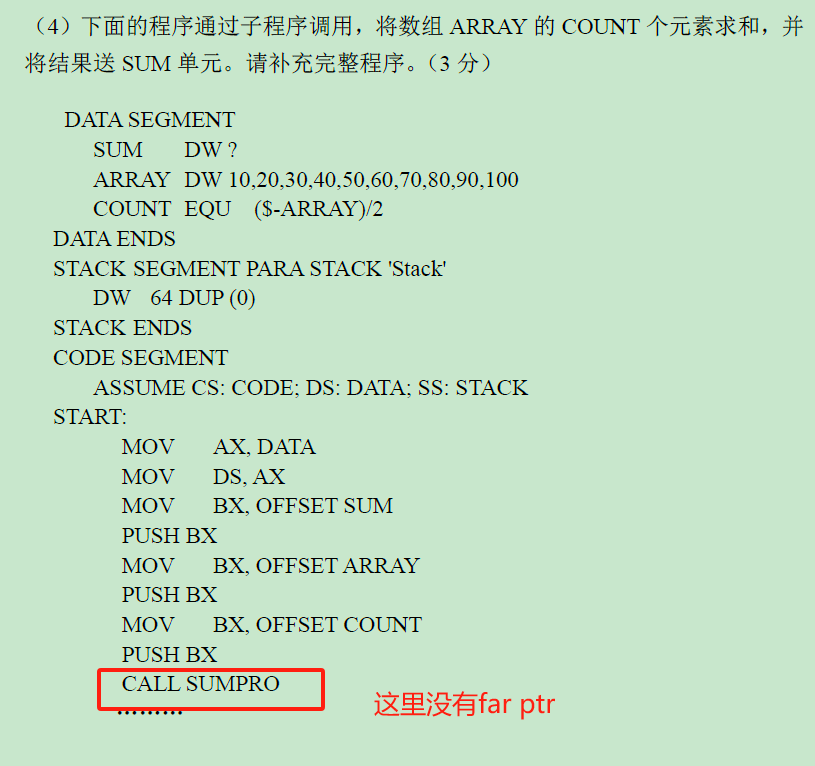 （4）下面的程序通过子程序调用，将数组 ARRAY 的 COUNT 个元素求和，并
将结果送 SUM 单元。请补充完整程序。（3 分）
DATA SEGMENT
SUM DW ?
ARRAY DW 10,20,30,40,50,60,70,80,90,100
COUNT EQU ($-ARRAY)/2
DATA ENDS
STACK SEGMENT PARA STACK 'Stack'
DW 64 DUP (0)
STACK ENDS
CODE SEGMENT
ASSUME CS: CODE; DS: DATA; SS: STACK
START:
MOV AX, DATA
MOV DS, AX
MOV BX, OFFSET SUM
PUSH BX
MOV BX, OFFSET ARRAY
PUSH BX
MOV BX, OFFSET COUNT
PUSH BX
CALL SUMPRO
这里没有far ptr
………